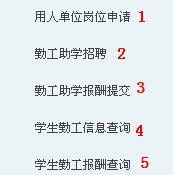 用人单位岗位申请 1
勤工助学招聘 2
勤工助学报酬提交 3
学生勤工信息查询 4
学生勤工报酬查询 5